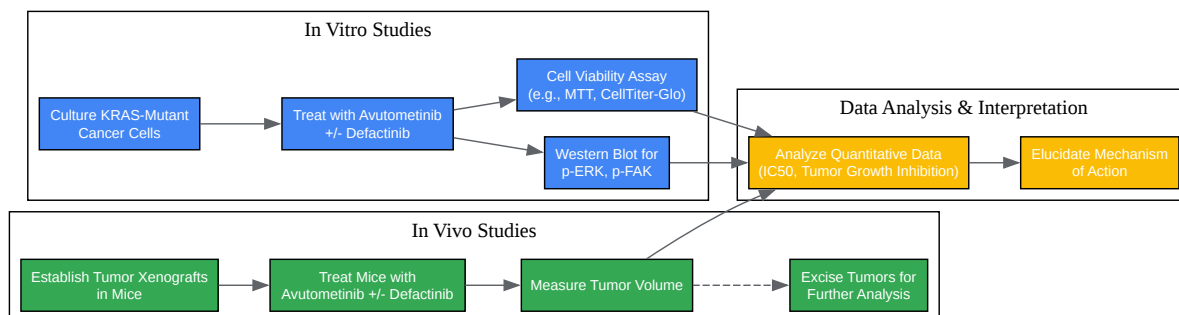 In Vitro Studies
Culture KRAS-Mutant
Cancer Cells
Treat with Avutometinib
+/- Defactinib
Cell Viability Assay
(e.g., MTT, CellTiter-Glo)
Western Blot for
p-ERK, p-FAK
Data Analysis & Interpretation
Analyze Quantitative Data
(IC50, Tumor Growth Inhibition)
Elucidate Mechanism
of Action
In Vivo Studies
Establish Tumor Xenografts
in Mice
Treat Mice with
Avutometinib +/- Defactinib
Measure Tumor Volume
Excise Tumors for
Further Analysis